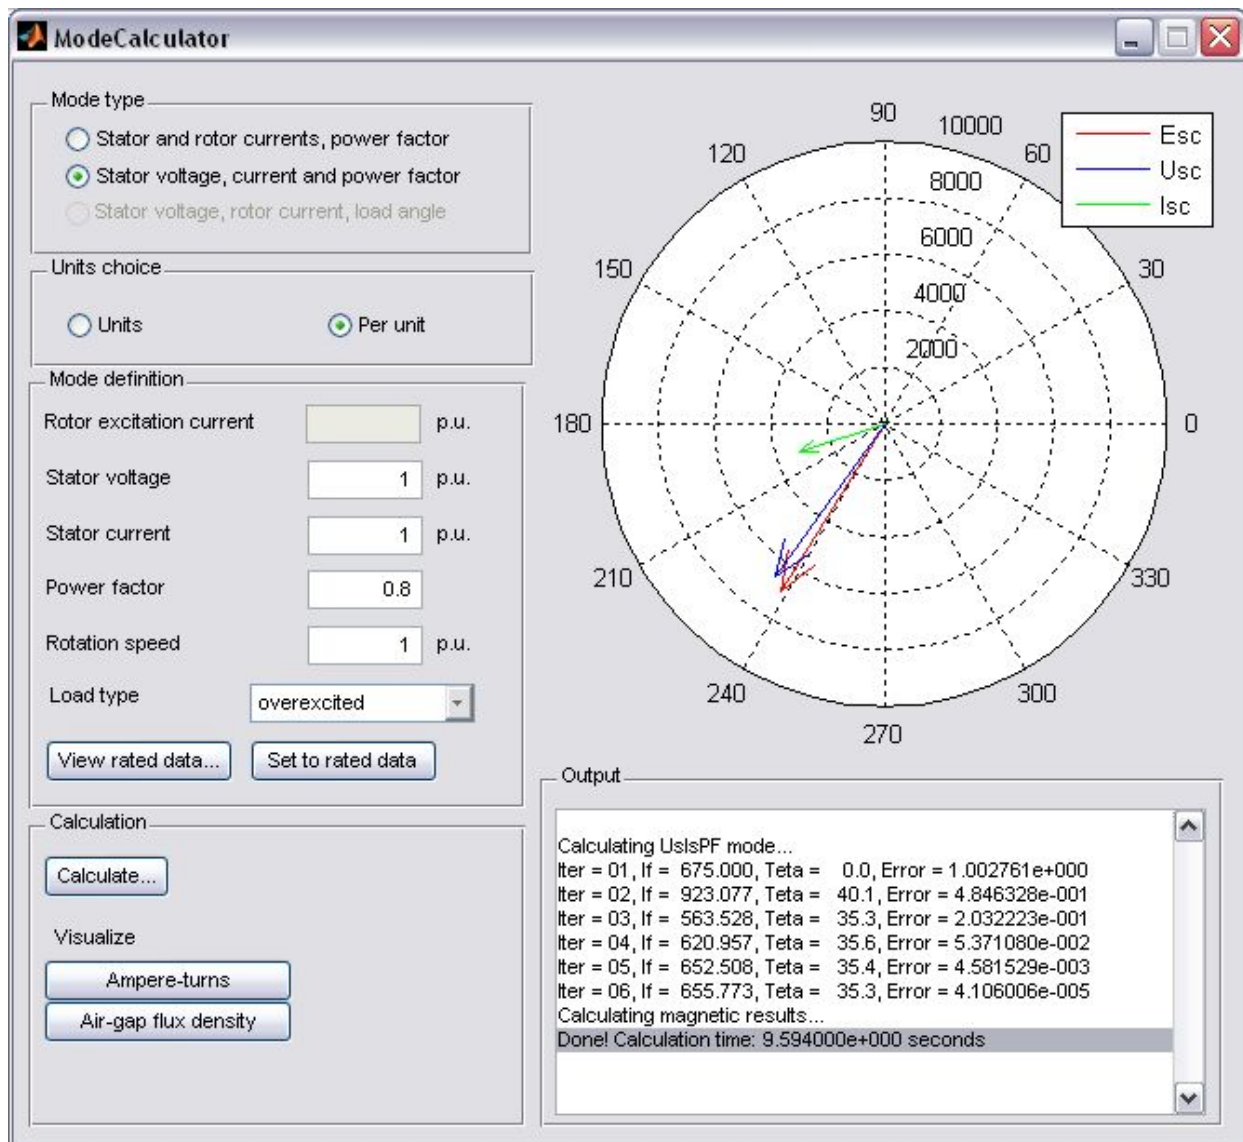 ModeCalculator
Mode type
Stator and rotor currents, power factor
Stator voltage, current and power factor
Stator voltage, rotor current, load angle
Units choice
Units
Per unit
Mode definition
Rotor excitation current
p.u.
Stator voltage
1
p.u.
Stator current
1
p.u.
Power factor
0.8
Rotation speed
1
p.u.
Load type
overexcited
View rated data...
Set to rated data
Calculation
Calculate...
Visualize
Ampere-turns
Air-gap flux density
90
10000
60
120
8000
6000
150
30
4000
2000
180
0
210
330
240
300
270
Esc
Usc
Isc
Output
Calculating UsIsPF mode...
Iter = 01, If = 675.000, Teta = 0.0, Error = 1.002761e+000
Iter = 02, If = 923.077, Teta = 40.1, Error = 4.846328e-001
Iter = 03, If = 563.528, Teta = 35.3, Error = 2.032223e-001
Iter = 04, If = 620.957, Teta = 35.6, Error = 5.371080e-002
Iter = 05, If = 652.508, Teta = 35.4, Error = 4.581529e-003
Iter = 06, If = 655.773, Teta = 35.3, Error = 4.106006e-005
Calculating magnetic results...
Done! Calculation time: 9.594000e+000 seconds